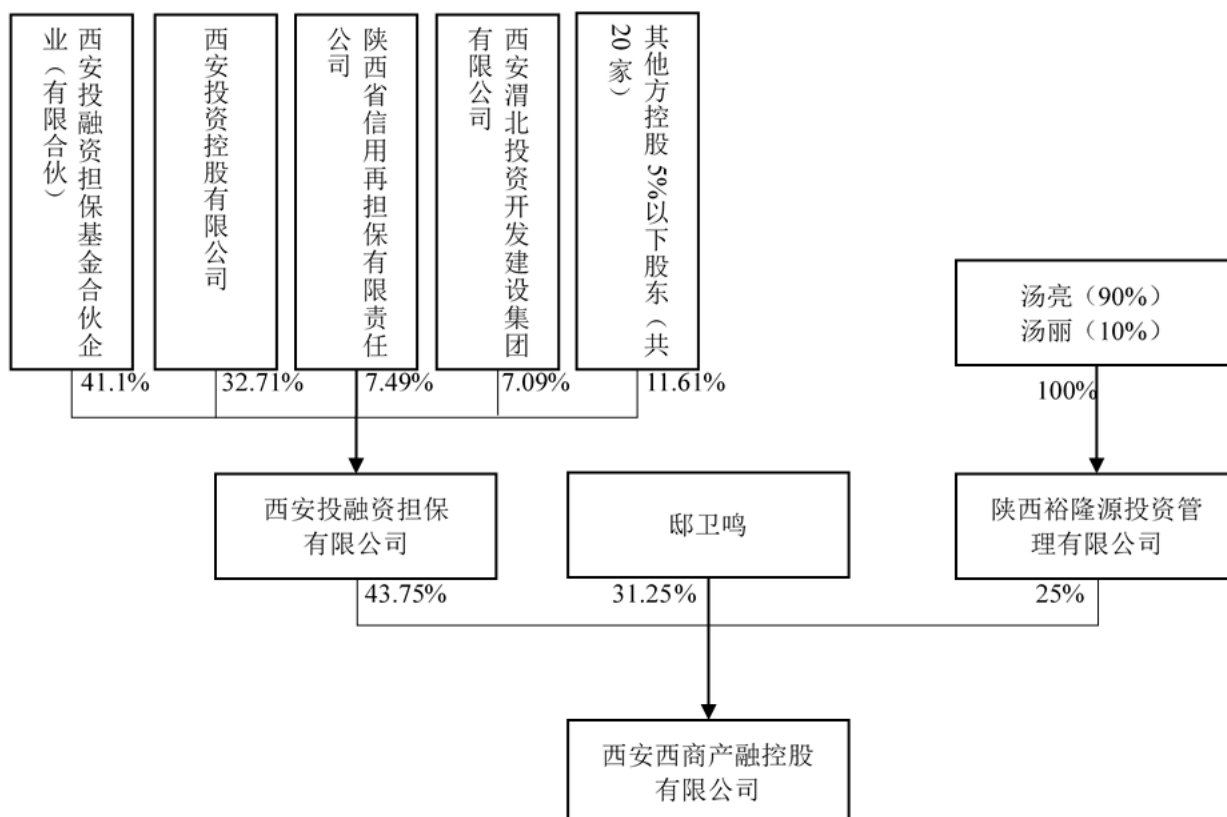 西安投融资担保基金合伙企
业（有限合伙）
西安投资控股有限公司
陕西省信用再担保有限责任
公司
西安渭北投资开发建设集团
有限公司
其他方控股 5%以下股东（共
20 家）
汤亮（90%）
汤丽（10%）
41.1%
32.71%
7.49%
7.09%
11.61%
100%
西安投融资担保
有限公司
邸卫鸣
陕西裕隆源投资管
理有限公司
43.75%
31.25%
25%
西安西商产融控股
有限公司